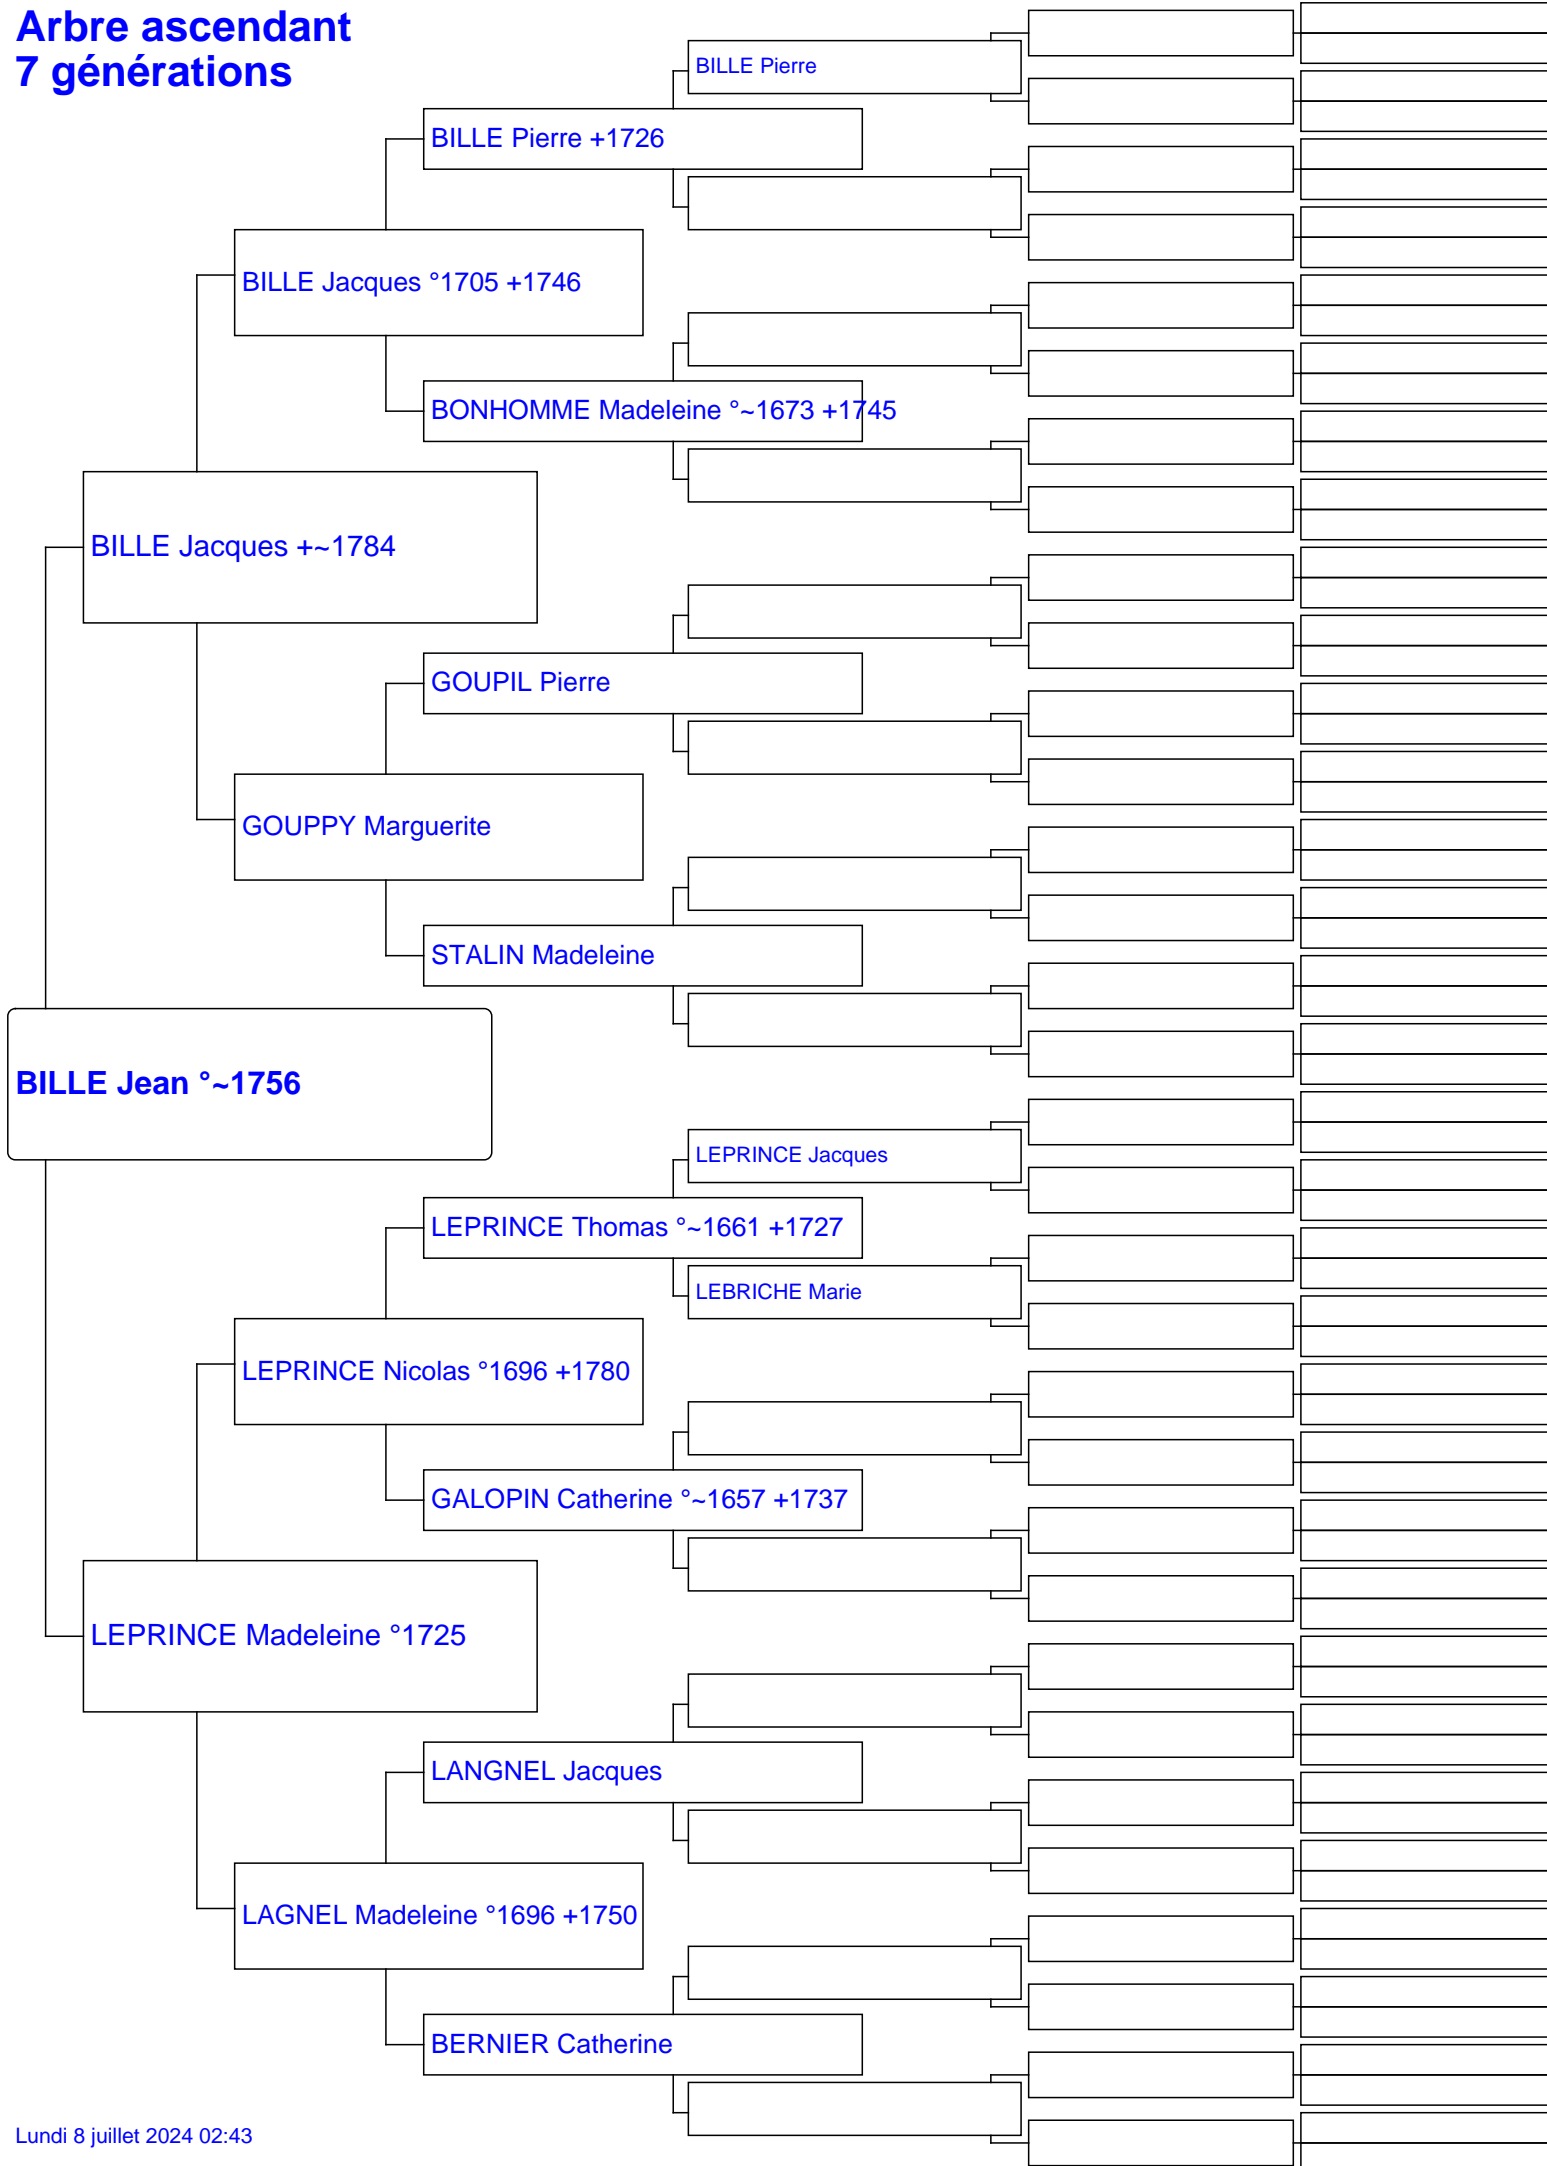 Arbre ascendant
7 générations
BILLE Pierre
BILLE Pierre +1726
BILLE Jacques °1705 +1746
BONHOMME Madeleine °~1673 +1745
BILLE Jacques +~1784
GOUPIL Pierre
GOUPPY Marguerite
STALIN Madeleine
BILLE Jean °~1756
LEPRINCE Jacques
LEPRINCE Thomas °~1661 +1727
LEBRICHE Marie
LEPRINCE Nicolas °1696 +1780
GALOPIN Catherine °~1657 +1737
LEPRINCE Madeleine °1725
LANGNEL Jacques
LAGNEL Madeleine °1696 +1750
BERNIER Catherine
Lundi 8 juillet 2024 02:43